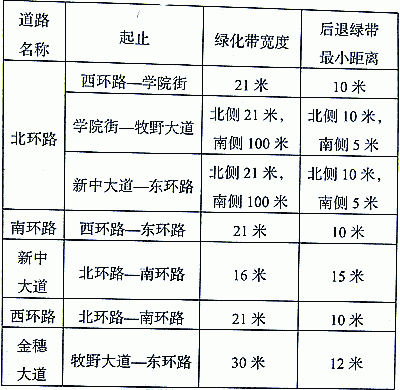 道路名称 起止 绿化带宽度 后退绿带最小距离
北环路 西环路—学院街 21 米 10 米
学院街—牧野大道 北侧 21 米，南侧 100 米 北侧 10 米，南侧 5 米
新中大道—东环路 北侧 21 米，南侧 100 米 北侧 10 米，南侧 5 米
南环路 西环路—东环路 21 米 10 米
新中大道 北环路—南环路 16 米 15 米
西环路 北环路—南环路 21 米 10 米
金穗大道 牧野大道—东环路 30 米 12 米